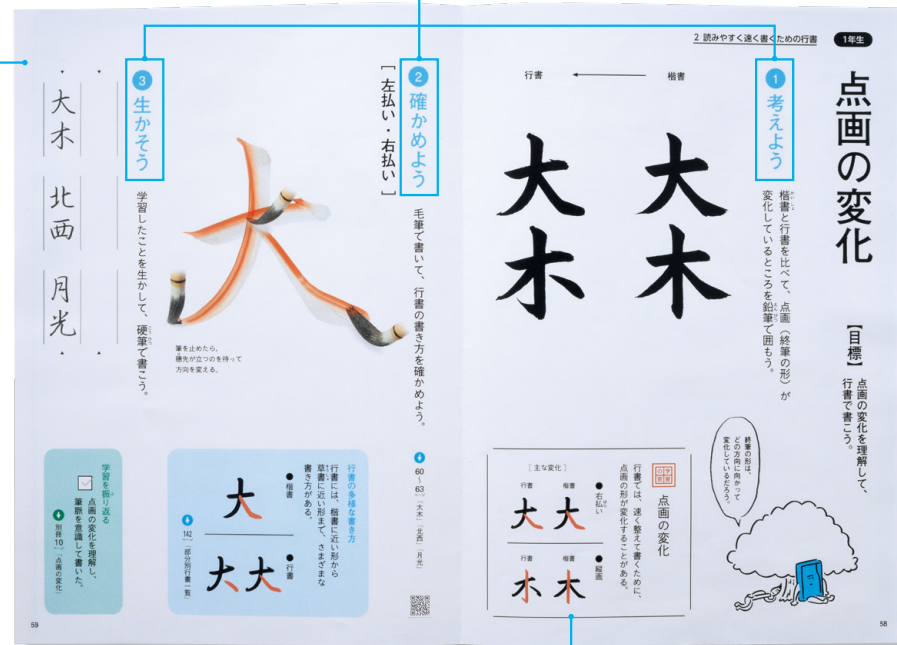 2 読みやすく速く書くための行書
1年生
点画の変化
【目標】
点画の変化を理解して、
行書で書こう。
終筆の形は、
どの方向に向かって
変化しているだろう。
1 考えよう
楷書と行書を比べて、点画(終筆の形)が
変化しているところを鉛筆で囲もう。
楷書
行書
大木
大木
点画の変化
行書では、速く整えて書くために、
点画の形が変化することがある。
[主な変化]
●右払い
楷書
行書
大
大
●縦画
楷書
行書
木
木
58
2 確かめよう
[左払い・右払い]
毛筆で書いて、行書の書き方を確かめよう。
60〜63
「大木」「北西」「月光」
大
筆を止めたら、
穂先が立つのを待って
方向を変える。
行書の多様な書き方
行書には、楷書に近い形から
草書に近い形まで、さまざまな
書き方がある。
●楷書
大
●行書
大
大
142
「部分別行書一覧」
3 生かそう
学習したことを生かして、硬筆で書こう。
大木
北西
月光
学習を振り返る
点画の変化を理解し、
筆脈を意識して書いた。
別冊10
「点画の変化」
59